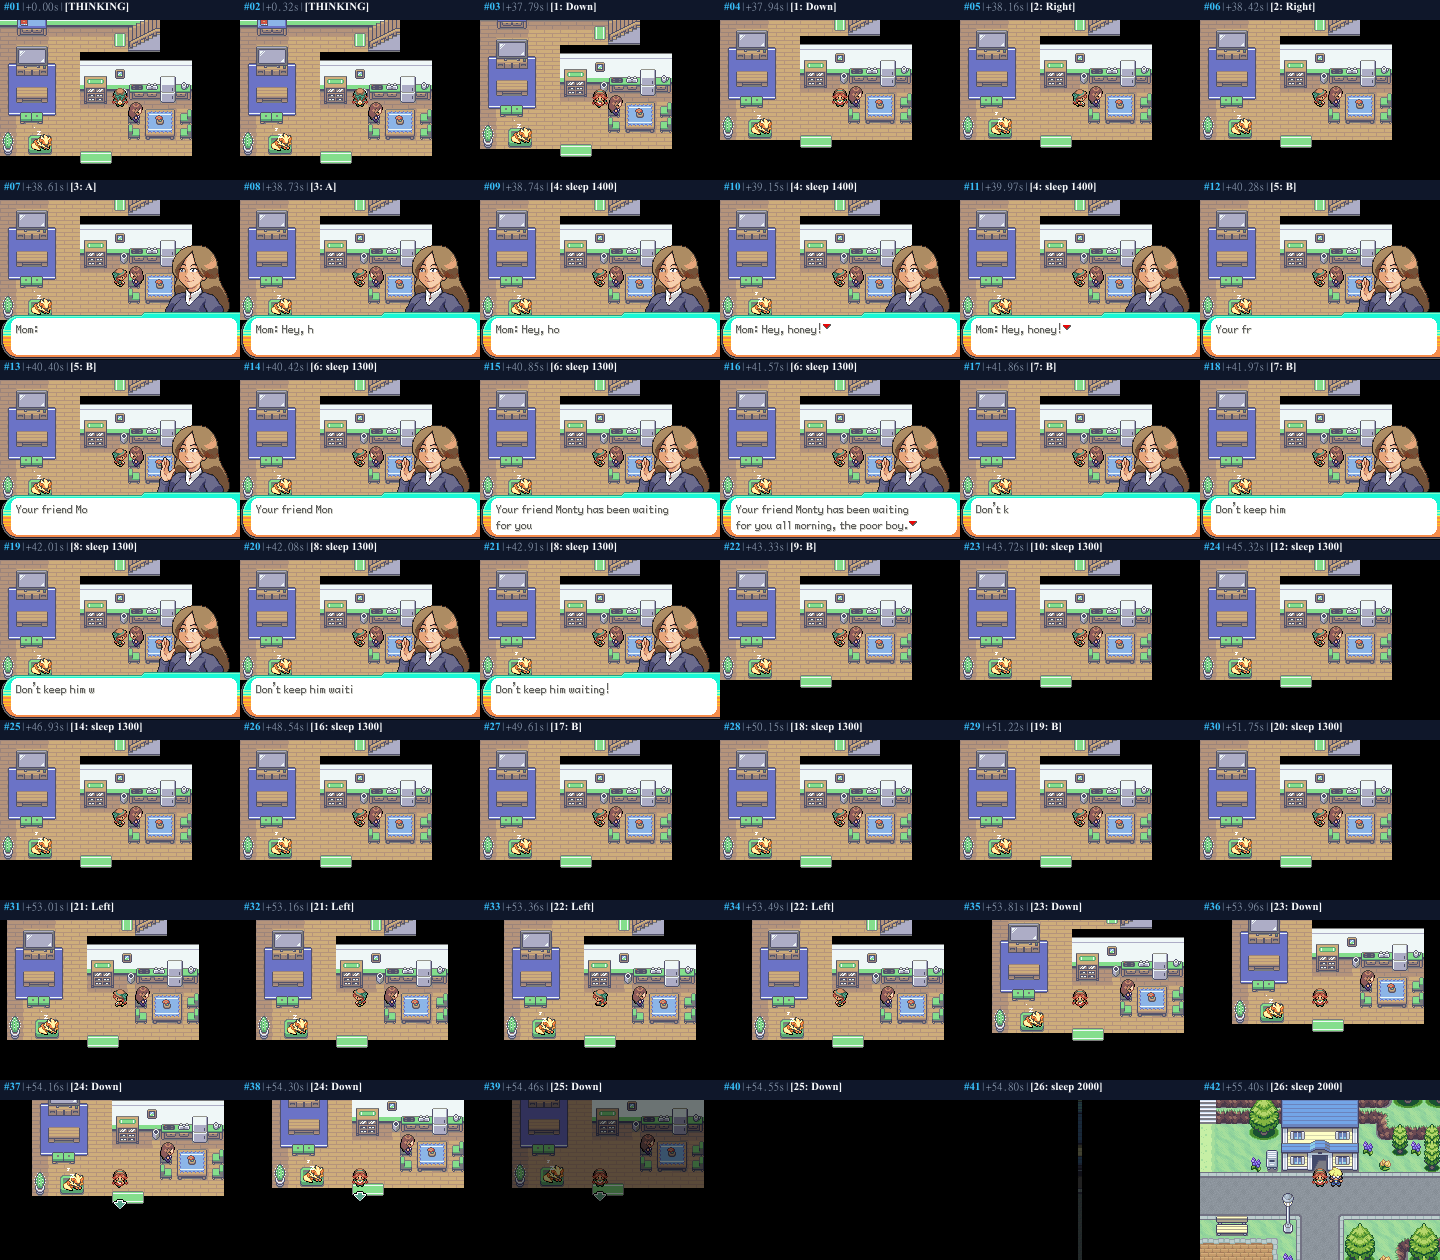 #01 | +0.00s | [THINKING]
#02 | +0.32s | [THINKING]
#03 | +37.79s | [1: Down]
#04 | +37.94s | [1: Down]
#05 | +38.16s | [2: Right]
#06 | +38.42s | [2: Right]
#07 | +38.61s | [3: A]
#08 | +38.73s | [3: A]
#09 | +38.74s | [4: sleep 1400]
#10 | +39.15s | [4: sleep 1400]
#11 | +39.97s | [4: sleep 1400]
#12 | +40.28s | [5: B]
Mom:
Mom: Hey, h
Mom: Hey, ho
Mom: Hey, honey!
Mom: Hey, honey!
Your fr
#13 | +40.40s | [5: B]
#14 | +40.42s | [6: sleep 1300]
#15 | +40.85s | [6: sleep 1300]
#16 | +41.57s | [6: sleep 1300]
#17 | +41.86s | [7: B]
#18 | +41.97s | [7: B]
Your friend Mo
Your friend Mon
Your friend Monty has been waiting
for you
Your friend Monty has been waiting
for you all morning, the poor boy.
Don't k
Don't keep him
#19 | +42.01s | [8: sleep 1300]
#20 | +42.08s | [8: sleep 1300]
#21 | +42.91s | [8: sleep 1300]
#22 | +43.33s | [9: B]
#23 | +43.72s | [10: sleep 1300]
#24 | +45.32s | [12: sleep 1300]
Don't keep him w
Don't keep him waiti
Don't keep him waiting!
#25 | +46.93s | [14: sleep 1300]
#26 | +48.54s | [16: sleep 1300]
#27 | +49.61s | [17: B]
#28 | +50.15s | [18: sleep 1300]
#29 | +51.22s | [19: B]
#30 | +51.75s | [20: sleep 1300]
#31 | +53.01s | [21: Left]
#32 | +53.16s | [21: Left]
#33 | +53.36s | [22: Left]
#34 | +53.49s | [22: Left]
#35 | +53.81s | [23: Down]
#36 | +53.96s | [23: Down]
#37 | +54.16s | [24: Down]
#38 | +54.30s | [24: Down]
#39 | +54.46s | [25: Down]
#40 | +54.55s | [25: Down]
#41 | +54.80s | [26: sleep 2000]
#42 | +55.40s | [26: sleep 2000]